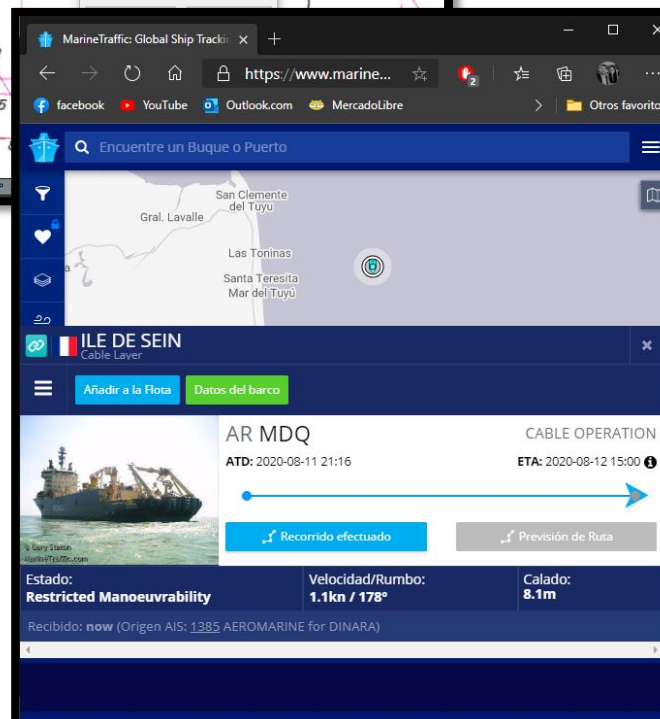 MarineTraffic: Global Ship Trackin
https://www.marine...
2
facebook YouTube Outlook.com MercadoLibre Otros favorito
Encuentre un Buque o Puerto
San Clemente
del Tuyu
Gral. Lavalle
Las Toninas
Santa Teresita
Mar del Tuyú
ILE DE SEIN
Cable Layer
Añadir a la Flota Datos del barco
AR MDQ CABLE OPERATION
ATD: 2020-08-11 21:16 ETA: 2020-08-12 15:00
Recorrido efectuado Previsión de Ruta
MarineTraffic.com
Estado: Velocidad/Rumbo: Calado:
Restricted Manoeuvrability 1.1kn / 178° 8.1m
Recibido: now (Origen AIS: 1385 AEROMARINE for DINARA)